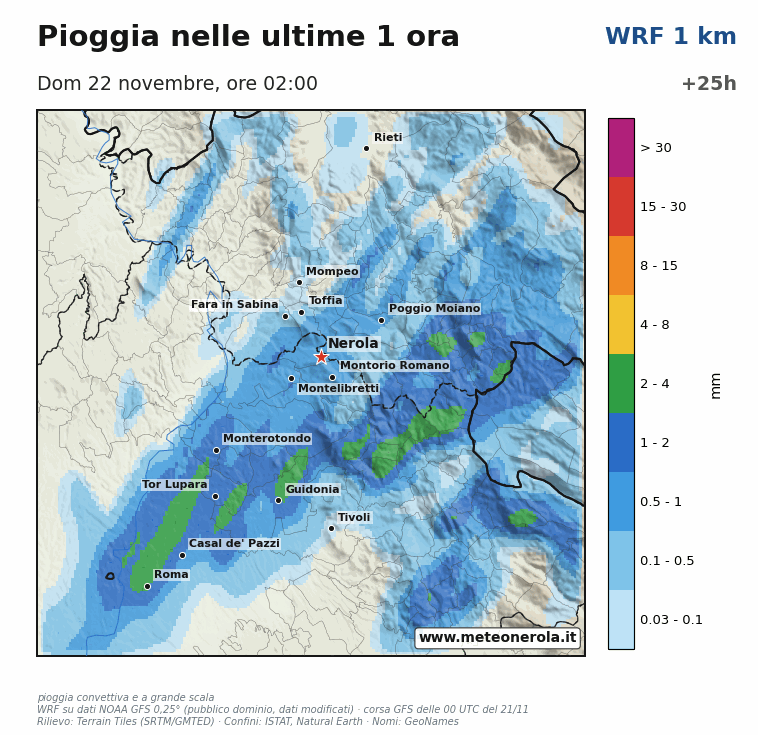 Pioggia nelle ultime 1 ora
WRF 1 km
Dom 22 novembre, ore 02:00
+25h
Rieti
Mompeo
Fara in Sabina
Toffia
Poggio Moiano
Nerola
Montorio Romano
Montelibretti
Monterotondo
Tor Lupara
Guidonia
Tivoli
Casal de' Pazzi
Roma
www.meteonerola.it
> 30
15 - 30
8 - 15
4 - 8
2 - 4
1 - 2
0.5 - 1
0.1 - 0.5
0.03 - 0.1
mm
pioggia convettiva e a grande scala
WRF su dati NOAA GFS 0,25° (pubblico dominio, dati modificati) · corsa GFS delle 00 UTC del 21/11
Rilievo: Terrain Tiles (SRTM/GMTED) · Confini: ISTAT, Natural Earth · Nomi: GeoNames